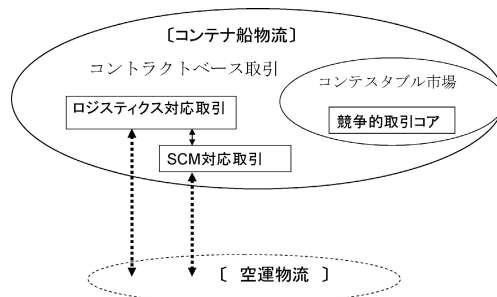 〔コンテナ船物流〕
コントラクトベース取引
コンテスタブル市場
ロジスティクス対応取引
競争的取引コア
SCM対応取引
〔 空運物流 〕